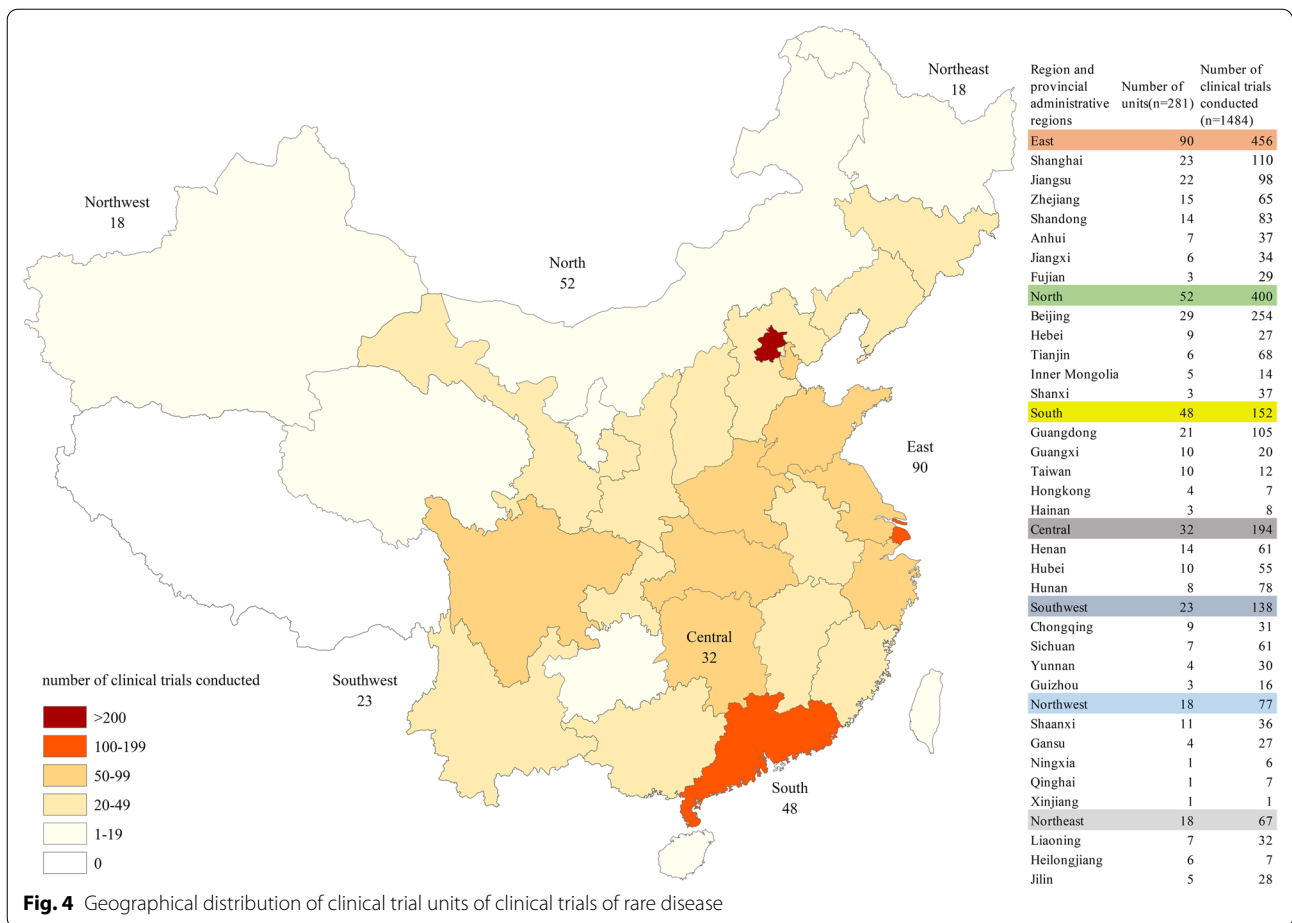 Northeast
18
Northwest
18
North
52
East
90
Central
32
Southwest
23
South
48
number of clinical trials conducted
>200
100-199
50-99
20-49
1-19
0
Region and provincial administrative regions Number of units(n=281) Number of clinical trials conducted (n=1484)
East 90 456
Shanghai 23 110
Jiangsu 22 98
Zhejiang 15 65
Shandong 14 83
Anhui 7 37
Jiangxi 6 34
Fujian 3 29
North 52 400
Beijing 29 254
Hebei 9 27
Tianjin 6 68
Inner Mongolia 5 14
Shanxi 3 37
South 48 152
Guangdong 21 105
Guangxi 10 20
Taiwan 10 12
Hongkong 4 7
Hainan 3 8
Central 32 194
Henan 14 61
Hubei 10 55
Hunan 8 78
Southwest 23 138
Chongqing 9 31
Sichuan 7 61
Yunnan 4 30
Guizhou 3 16
Northwest 18 77
Shaanxi 11 36
Gansu 4 27
Ningxia 1 6
Qinghai 1 7
Xinjiang 1 1
Northeast 18 67
Liaoning 7 32
Heilongjiang 6 7
Jilin 5 28
Fig. 4 Geographical distribution of clinical trial units of clinical trials of rare disease